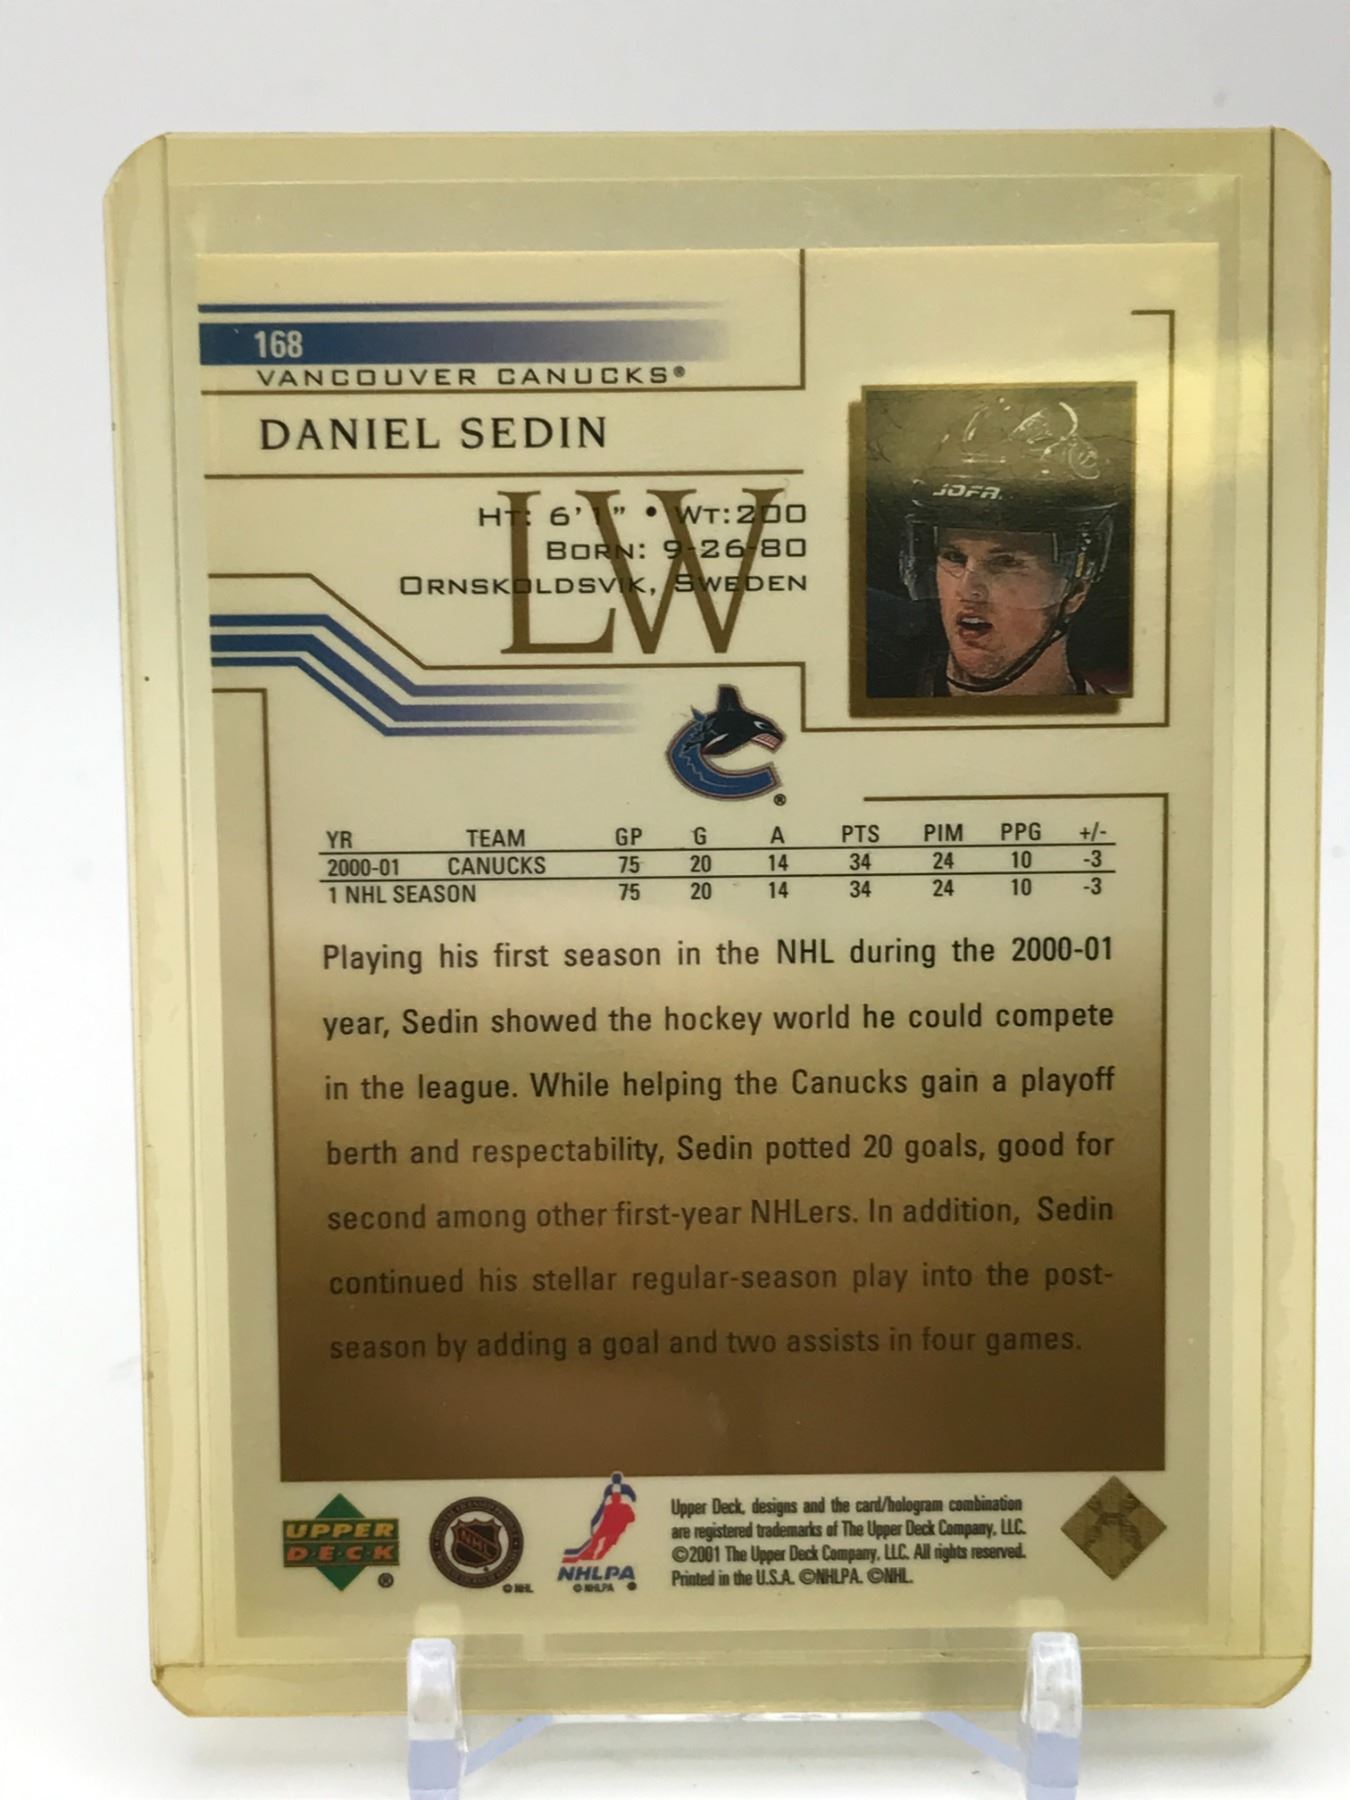 168
VANCOUVER CANUCKS®
DANIEL SEDIN
LW
HT: 6'1" • WT:200
BORN: 9-26-80
ORNSKOLDSVIK, SWEDEN
JOFA
®
YR TEAM GP G A PTS PIM PPG +/-
2000-01 CANUCKS 75 20 14 34 24 10 -3
1 NHL SEASON 75 20 14 34 24 10 -3
Playing his first season in the NHL during the 2000-01
year, Sedin showed the hockey world he could compete
in the league. While helping the Canucks gain a playoff
berth and respectability, Sedin potted 20 goals, good for
second among other first-year NHLers. In addition, Sedin
continued his stellar regular-season play into the post-
season by adding a goal and two assists in four games.
UPPER
DECK
®
NHL
© NHL
NHLPA
© NHLPA ®
Upper Deck, designs and the card/hologram combination
are registered trademarks of The Upper Deck Company, LLC.
©2001 The Upper Deck Company, LLC. All rights reserved.
Printed in the U.S.A. ©NHLPA. ©NHL.